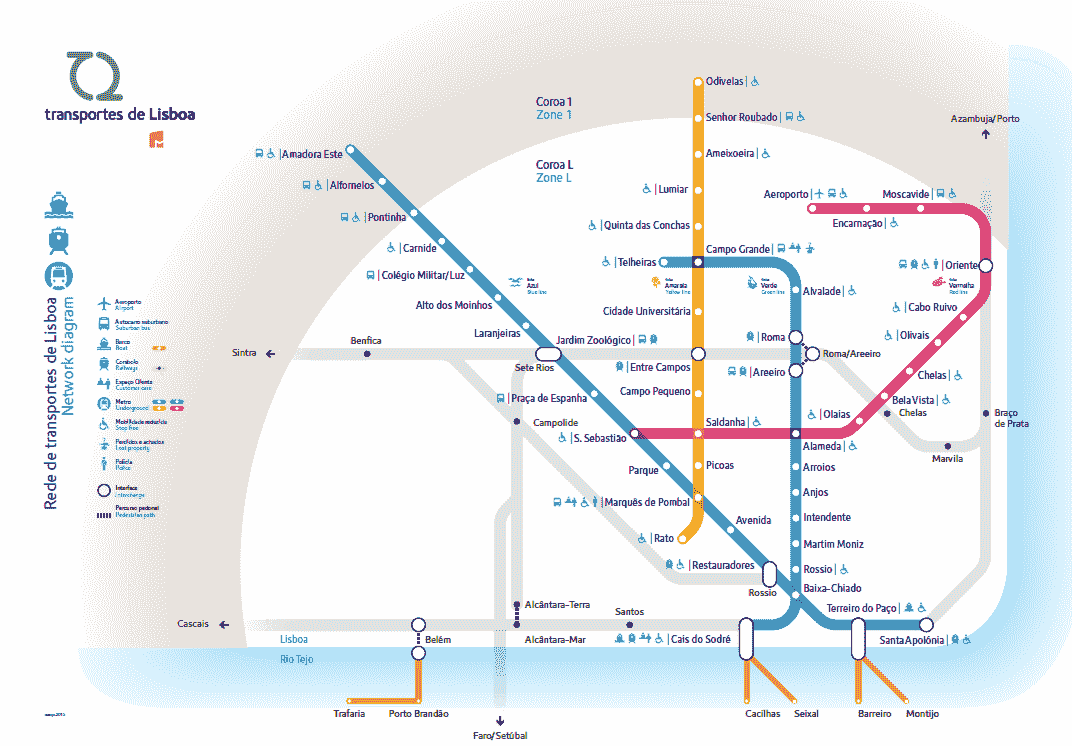 transportes de Lisboa
Rede de transportes de Lisboa
Network diagram
Coroa 1
Zone 1
Coroa L
Zone L
Odivelas
Senhor Roubado
Ameixoeira
Lumiar
Quinta das Conchas
Campo Grande
Telheiras
Cidade Universitária
Entre Campos
Campo Pequeno
Saldanha
Picoas
Marquês de Pombal
Rato
Amadora Este
Alfornelos
Pontinha
Carnide
Colégio Militar/Luz
Alto dos Moinhos
Laranjeiras
Jardim Zoológico
Sete Rios
Praça de Espanha
S. Sebastião
Parque
Avenida
Restauradores
Rossio
Baixa-Chiado
Terreiro do Paço
Santa Apolónia
Azambuja/Porto
Aeroporto
Moscavide
Encarnação
Oriente
Cabo Ruivo
Olivais
Chelas
Bela Vista
Chelas
Olaias
Alameda
Alvalade
Roma
Roma/Areeiro
Areeiro
Arroios
Anjos
Intendente
Martim Moniz
Rossio
Cais do Sodré
Braço
de Prata
Marvila
Sintra
Benfica
Campolide
Cascais
Lisboa
Rio Tejo
Belém
Alcântara-Terra
Alcântara-Mar
Santos
Trafaria
Porto Brandão
Faro/Setúbal
Cacilhas
Seixal
Barreiro
Montijo
Azul
Blue line
Amarela
Yellow line
Verde
Green line
Vermelha
Red line
Aeroporto
Airport
Autocarro suburbano
Suburban bus
Barco
Boat
Comboio
Railways
Espaço Cliente
Metro
Underground
Mobilidade reduzida
Step free
Perdidos e achados
Lost property
Polícia
Police
Interface
Interchange
Percurso pedonal
Pedestrian path